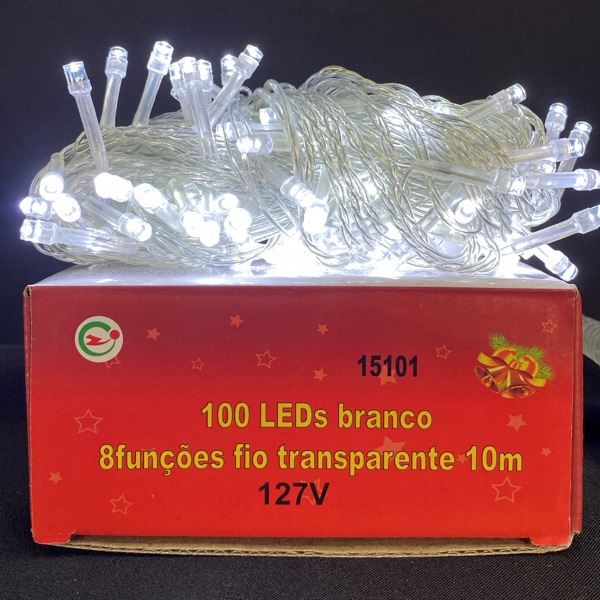 15101
100 LEDs branco
8funções fio transparente 10m
127V